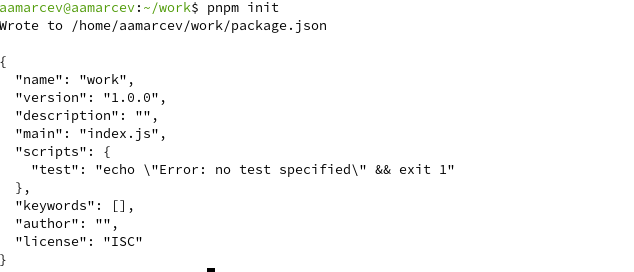 aamarcev@aamarcev:~/work$ pnpm init
Wrote to /home/aamarcev/work/package.json

{
  "name": "work",
  "version": "1.0.0",
  "description": "",
  "main": "index.js",
  "scripts": {
    "test": "echo \"Error: no test specified\" && exit 1"
  },
  "keywords": [],
  "author": "",
  "license": "ISC"
}